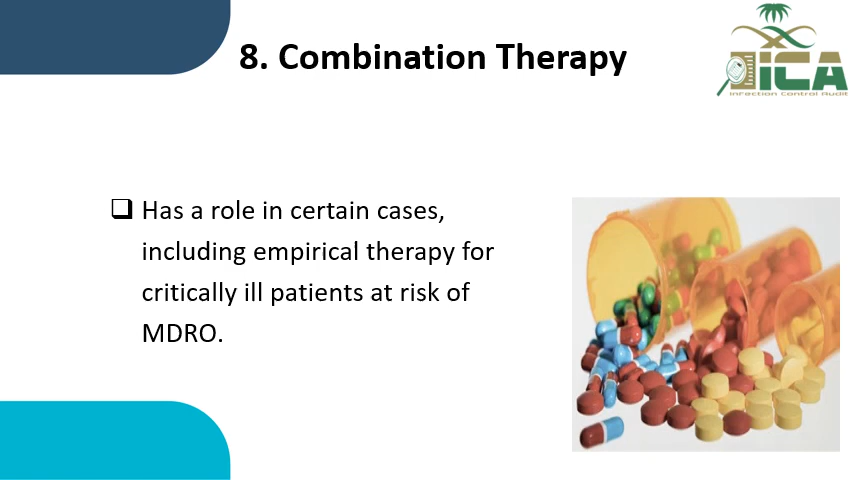 8. Combination Therapy
ICA
Infection Control Audit
❑ Has a role in certain cases,
including empirical therapy for
critically ill patients at risk of
MDRO.